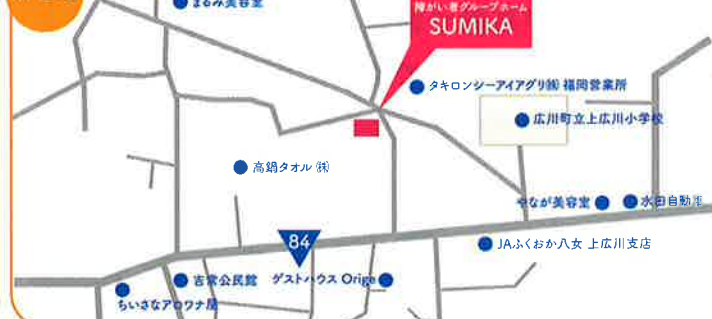 まるみ美容室
障がい者グループホーム
SUMIKA
タキロンシーアイアグリ㈱ 福岡営業所
広川町立上広川小学校
高鍋タオル ㈱
やなが美容室
水田自動車
84
JAふくおか八女 上広川支店
吉常公民館
ゲストハウス Orige
ちいさなアロワナ屋